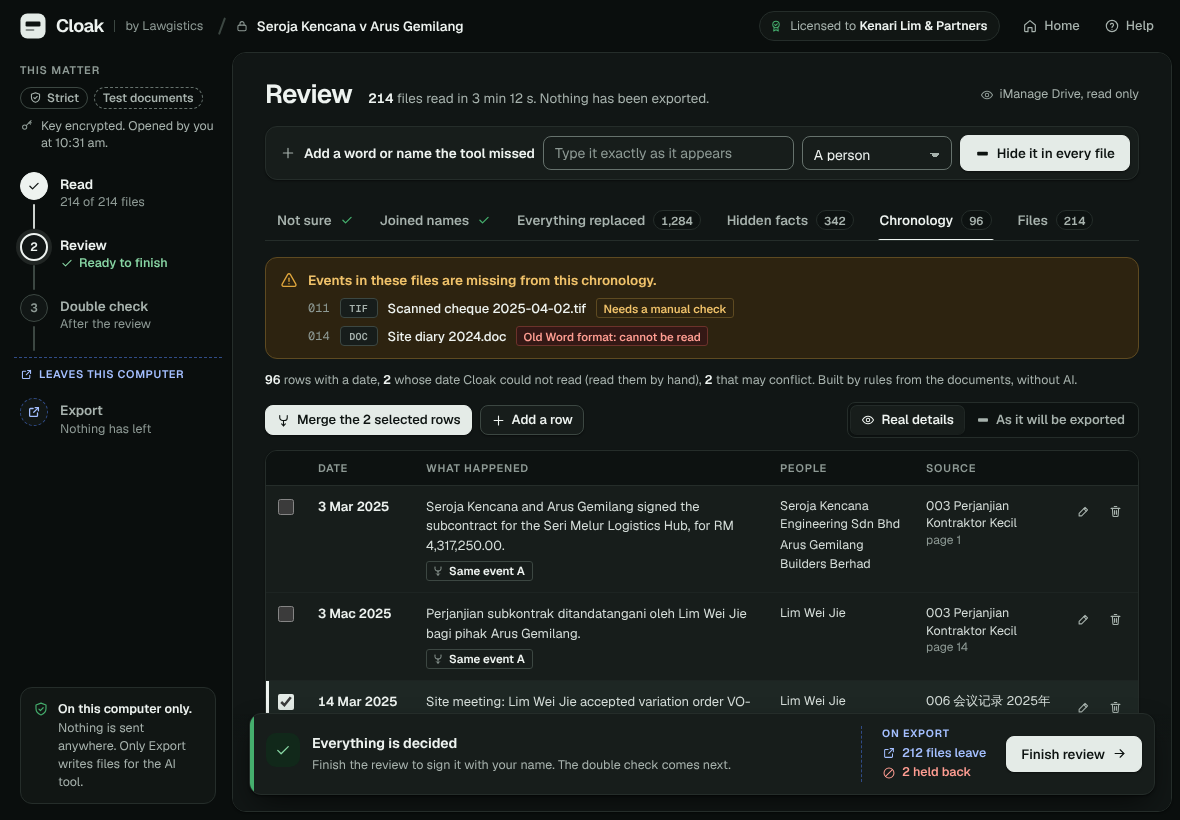 Cloak by Lawgistics / Seroja Kencana v Arus Gemilang
Licensed to Kenari Lim & Partners
Home
Help
THIS MATTER
Strict
Test documents
Key encrypted. Opened by you
at 10:31 am.
Read
214 of 214 files
2
Review
Ready to finish
3
Double check
After the review
LEAVES THIS COMPUTER
Export
Nothing has left
On this computer only.
Nothing is sent
anywhere. Only Export
writes files for the AI
tool.
Review
214 files read in 3 min 12 s. Nothing has been exported.
iManage Drive, read only
Add a word or name the tool missed
Type it exactly as it appears
A person
Hide it in every file
Not sure
Joined names
Everything replaced 1,284
Hidden facts 342
Chronology 96
Files 214
Events in these files are missing from this chronology.
011 TIF Scanned cheque 2025-04-02.tif Needs a manual check
014 DOC Site diary 2024.doc Old Word format: cannot be read
96 rows with a date, 2 whose date Cloak could not read (read them by hand), 2 that may conflict. Built by rules from the documents, without AI.
Merge the 2 selected rows
Add a row
Real details
As it will be exported
DATE
WHAT HAPPENED
PEOPLE
SOURCE
3 Mar 2025
Seroja Kencana and Arus Gemilang signed the
subcontract for the Seri Melur Logistics Hub, for RM
4,317,250.00.
Same event A
Seroja Kencana
Engineering Sdn Bhd
Arus Gemilang
Builders Berhad
003 Perjanjian
Kontraktor Kecil
page 1
3 Mac 2025
Perjanjian subkontrak ditandatangani oleh Lim Wei Jie
bagi pihak Arus Gemilang.
Same event A
Lim Wei Jie
003 Perjanjian
Kontraktor Kecil
page 14
14 Mar 2025
Site meeting: Lim Wei Jie accepted variation order VO-
Lim Wei Jie
006 会议记录 2025年
Everything is decided
Finish the review to sign it with your name. The double check comes next.
ON EXPORT
212 files leave
2 held back
Finish review